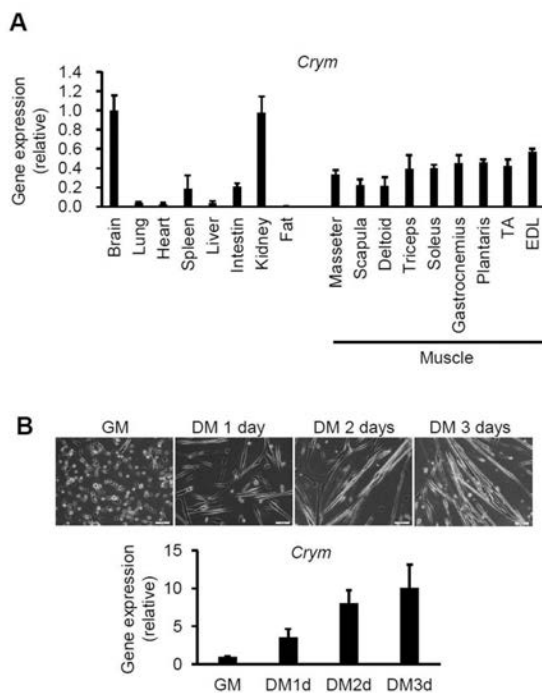 A
Crym
Gene expression
(relative)
1.4
1.2
1.0
0.8
0.6
0.4
0.2
0.0
Brain
Lung
Heart
Spleen
Liver
Intestin
Kidney
Fat
Masseter
Scapula
Deltoid
Triceps
Soleus
Gastrocnemius
Plantaris
TA
EDL
Muscle
B
GM
DM 1 day
DM 2 days
DM 3 days
Crym
Gene expression
(relative)
15
10
5
0
GM
DM1d
DM2d
DM3d